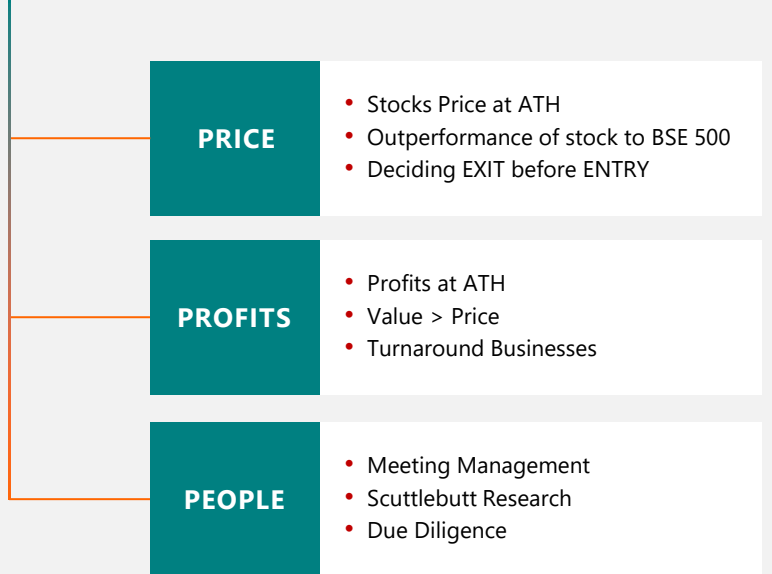 PRICE
• Stocks Price at ATH
• Outperformance of stock to BSE 500
• Deciding EXIT before ENTRY
PROFITS
• Profits at ATH
• Value > Price
• Turnaround Businesses
PEOPLE
• Meeting Management
• Scuttlebutt Research
• Due Diligence